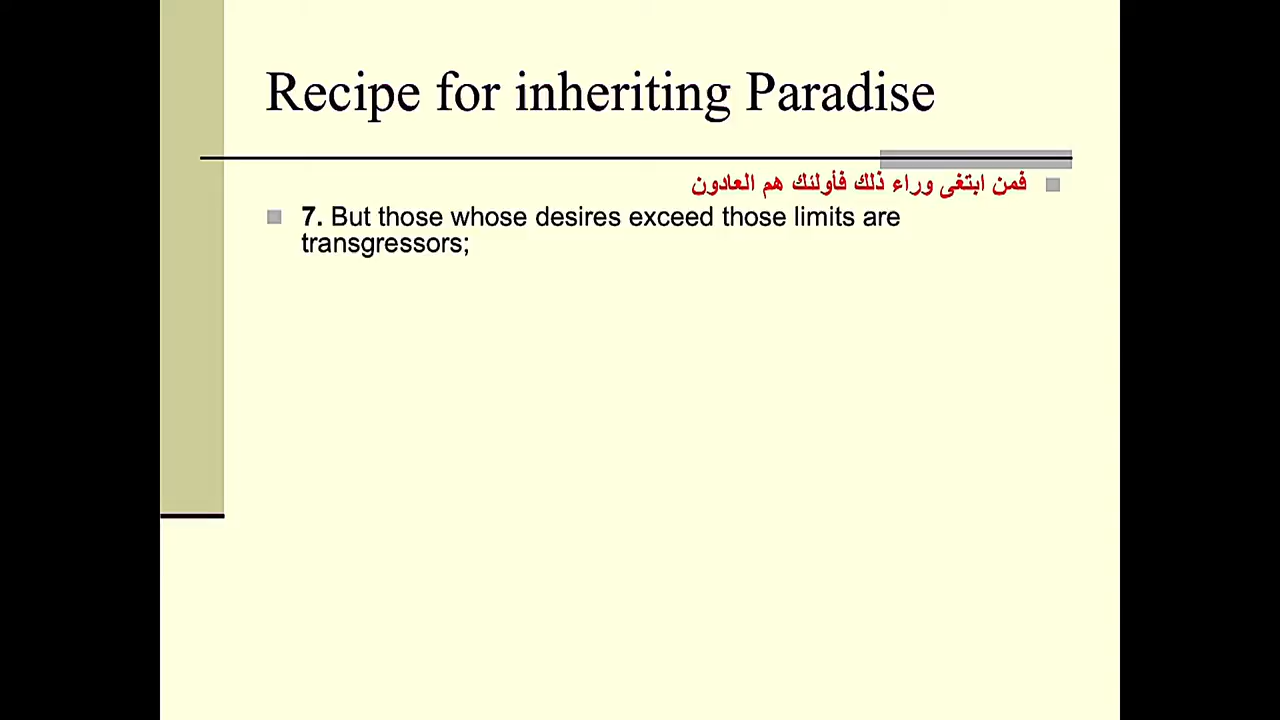 Recipe for inheriting Paradise
فمن ابتغى وراء ذلك فأولئك هم العادون
7. But those whose desires exceed those limits are
transgressors;